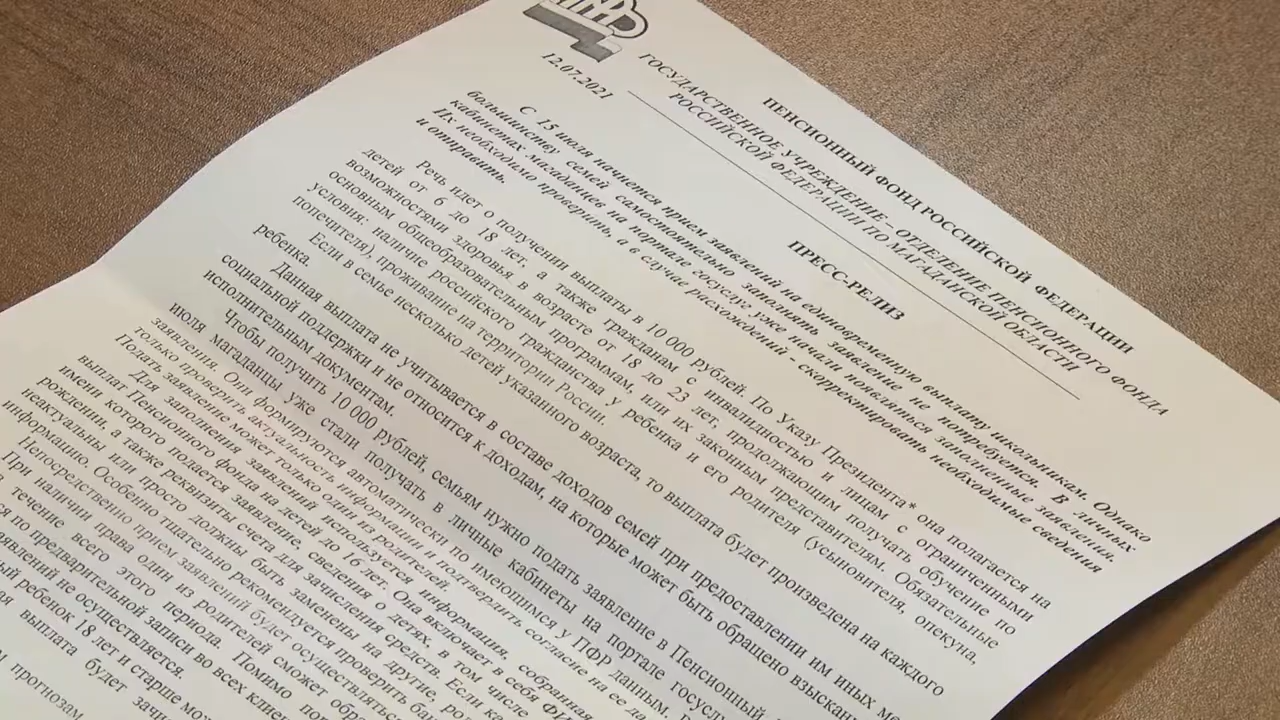 ПЕНСИОННЫЙ ФОНД РОССИЙСКОЙ ФЕДЕРАЦИИ
ГОСУДАРСТВЕННОЕ УЧРЕЖДЕНИЕ – ОТДЕЛЕНИЕ ПЕНСИОННОГО ФОНДА
РОССИЙСКОЙ ФЕДЕРАЦИИ ПО МАГАДАНСКОЙ ОБЛАСТИ
12.07.2021
ПРЕСС-РЕЛИЗ
С 15 июля начнется прием заявлений на единовременную выплату школьникам. Однако
большинству семей самостоятельно заполнять заявление не потребуется. В личных
кабинетах магаданцев на портале госуслуг уже начали появляться заполненные заявления.
Их необходимо проверить, а в случае расхождений - скорректировать необходимые сведения
и отправить.
Речь идет о получении выплаты в 10 000 рублей. По Указу Президента* она полагается на
детей от 6 до 18 лет, а также гражданам с инвалидностью и лицам с ограниченными
возможностями здоровья в возрасте от 18 до 23 лет, продолжающим получать обучение по
основным общеобразовательным программам, или их законным представителям. Обязательные
условия: наличие российского гражданства у ребенка и его родителя (усыновителя, опекуна,
попечителя), проживание на территории России.
Если в семье несколько детей указанного возраста, то выплата будет произведена на каждого
ребенка.
Данная выплата не учитывается в составе доходов семей при предоставлении им иных
социальной поддержки и не относится к доходам, на которые может быть обращено
исполнительным документам.
Чтобы получить 10 000 рублей, семьям нужно подать заявление в Пенсионный
июля магаданцы уже стали получать в личные кабинеты на портале
заявления. Они формируются автоматически по имеющимся у ПФР данным.
только проверить актуальность информации и подтвердить согласие на ее
Подать заявление может только один из родителей.
Для заполнения заявлений используется информация, собранная
выплат Пенсионного фонда на детей до 16 лет. Она включает в себя
рождении, а также реквизиты счета для зачисления средств. Если
имени которого подается заявление, сведения о детях, в том числе
неактуальны или просто должны быть заменены на другие,
информацию. Особенно тщательно рекомендуется проверить
Непосредственно прием заявлений будет осуществляться
При наличии права один из родителей сможет
течение всего этого периода. Помимо
по предварительной записи во всех
не осуществляется.
ребенок 18 лет и старше
выплата будет
прогнозам